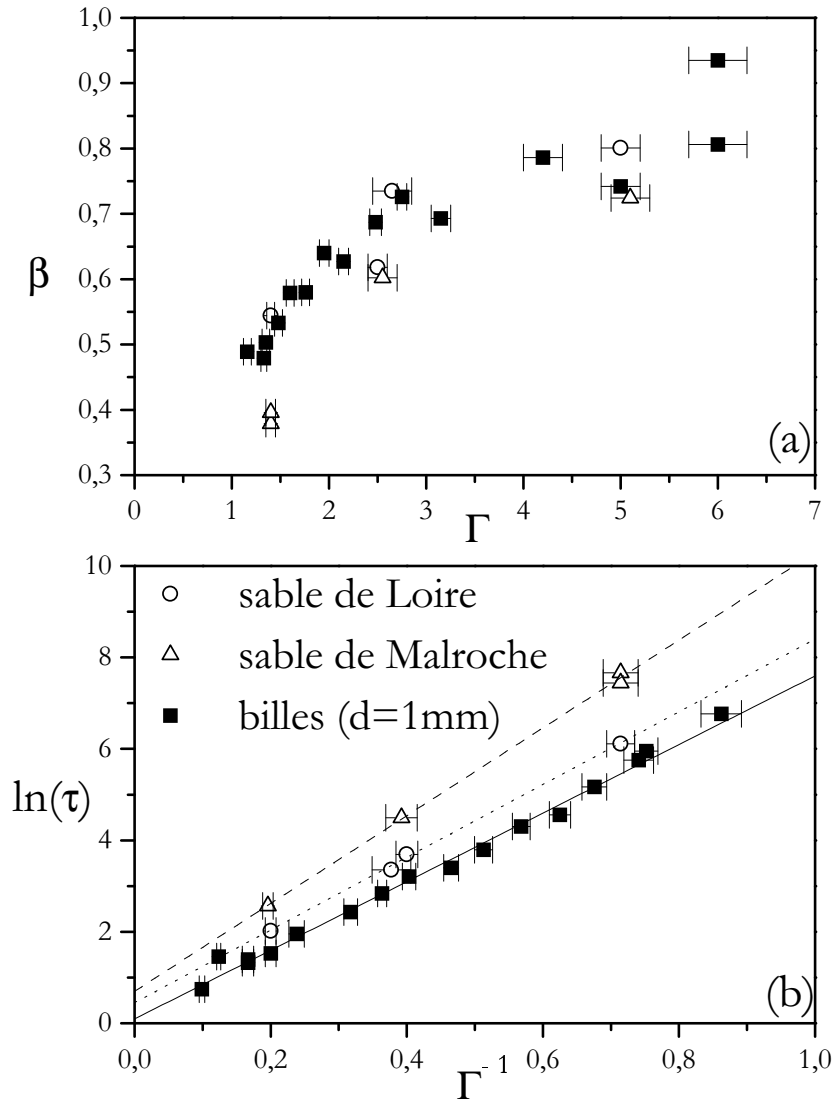 1,0
0,9
0,8
0,7
0,6
0,5
0,4
0,3
β
1 2 3 4 5 6 7
Γ
(a)
10
8
6
4
2
0
ln(τ)
sable de Loire
sable de Malroche
billes (d=1mm)
(b)
0,0 0,2 0,4 0,6 0,8 1,0
Γ⁻¹